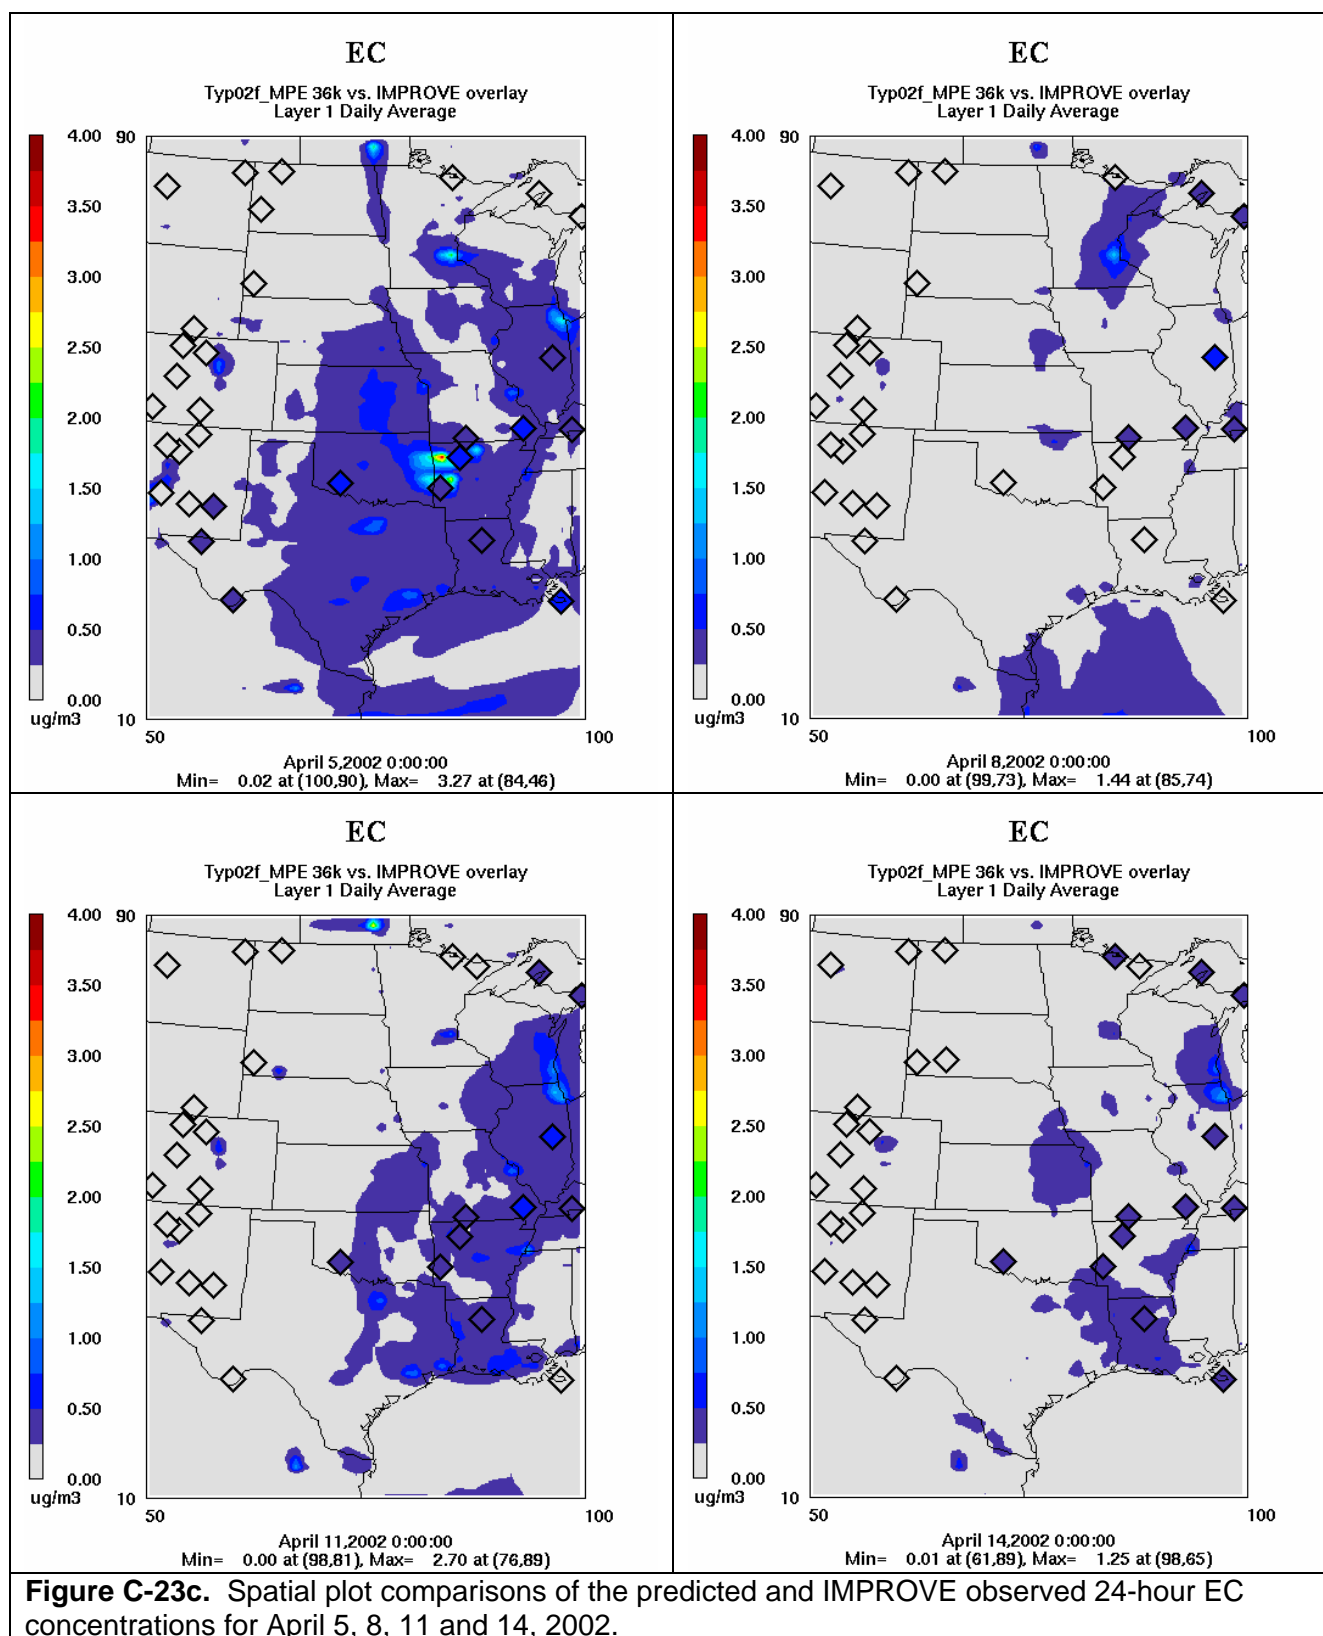 EC
Typ02f_MPE 36k vs. IMPROVE overlay
Layer 1 Daily Average
90
4.00
3.50
3.00
2.50
2.00
1.50
1.00
0.50
0.00
ug/m3
10
50
100
April 5,2002 0:00:00
Min= 0.02 at (100,90), Max= 3.27 at (84,46)
EC
Typ02f_MPE 36k vs. IMPROVE overlay
Layer 1 Daily Average
90
4.00
3.50
3.00
2.50
2.00
1.50
1.00
0.50
0.00
ug/m3
10
50
100
April 8,2002 0:00:00
Min= 0.00 at (99,73), Max= 1.44 at (85,74)
EC
Typ02f_MPE 36k vs. IMPROVE overlay
Layer 1 Daily Average
90
4.00
3.50
3.00
2.50
2.00
1.50
1.00
0.50
0.00
ug/m3
10
50
100
April 11,2002 0:00:00
Min= 0.00 at (98,81), Max= 2.70 at (76,89)
EC
Typ02f_MPE 36k vs. IMPROVE overlay
Layer 1 Daily Average
90
4.00
3.50
3.00
2.50
2.00
1.50
1.00
0.50
0.00
ug/m3
10
50
100
April 14,2002 0:00:00
Min= 0.01 at (61,89), Max= 1.25 at (98,65)
Figure C-23c. Spatial plot comparisons of the predicted and IMPROVE observed 24-hour EC
concentrations for April 5, 8, 11 and 14, 2002.